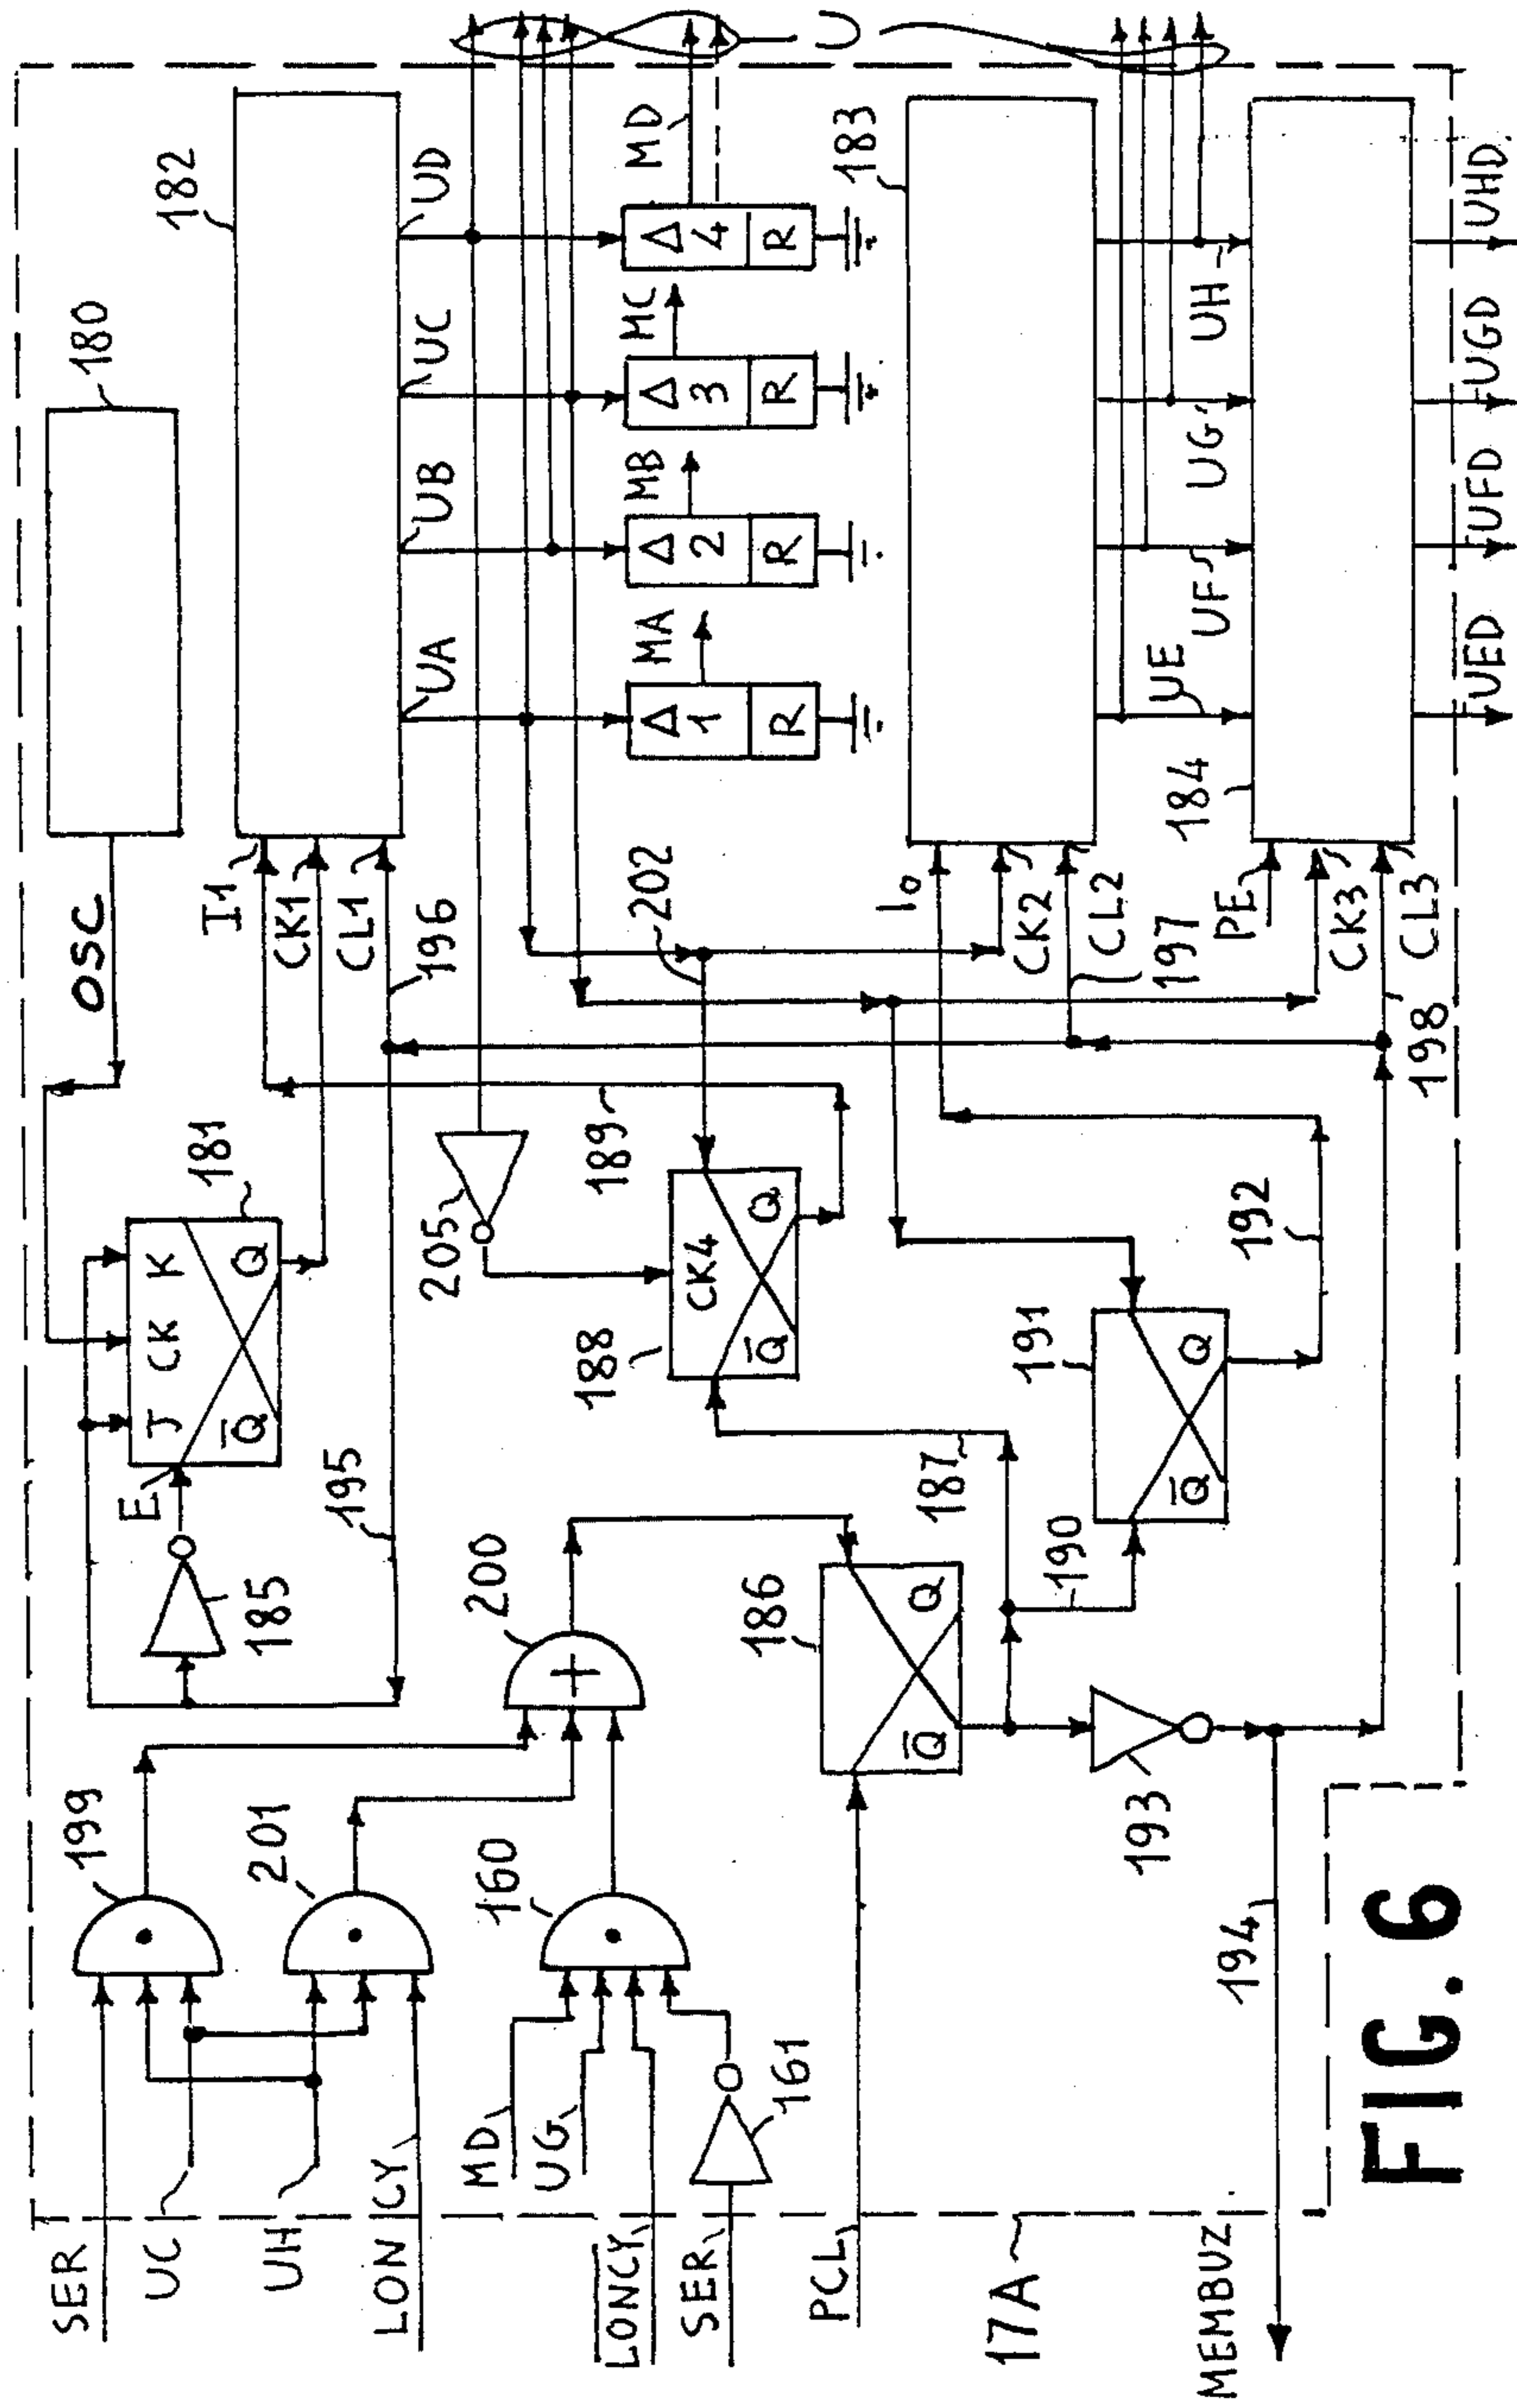 SER
UC
UH
LONCY
MD
UG
LONCY
SER
PCL
17A
MEMBUZ
199
201
160
161
200
185
E
J CK K
Q̅ Q
181
OSC
180
195
I1
CK1
CL1
196
182
UA
UB
UC
UD
205
CK4
Q̅ Q
188
189
202
187
186
Q̅ Q
190
191
Q̅ Q
192
193
194
Δ 1 R
MA
Δ 2 R
MB
Δ 3 R
MC
Δ 4 R
MD
U
I0
CK2
CL2
197
183
UE
UF
UG
UH
184
PE
CK3
CL3
198
UED
UFD
UGD
UHD
FIG. 6